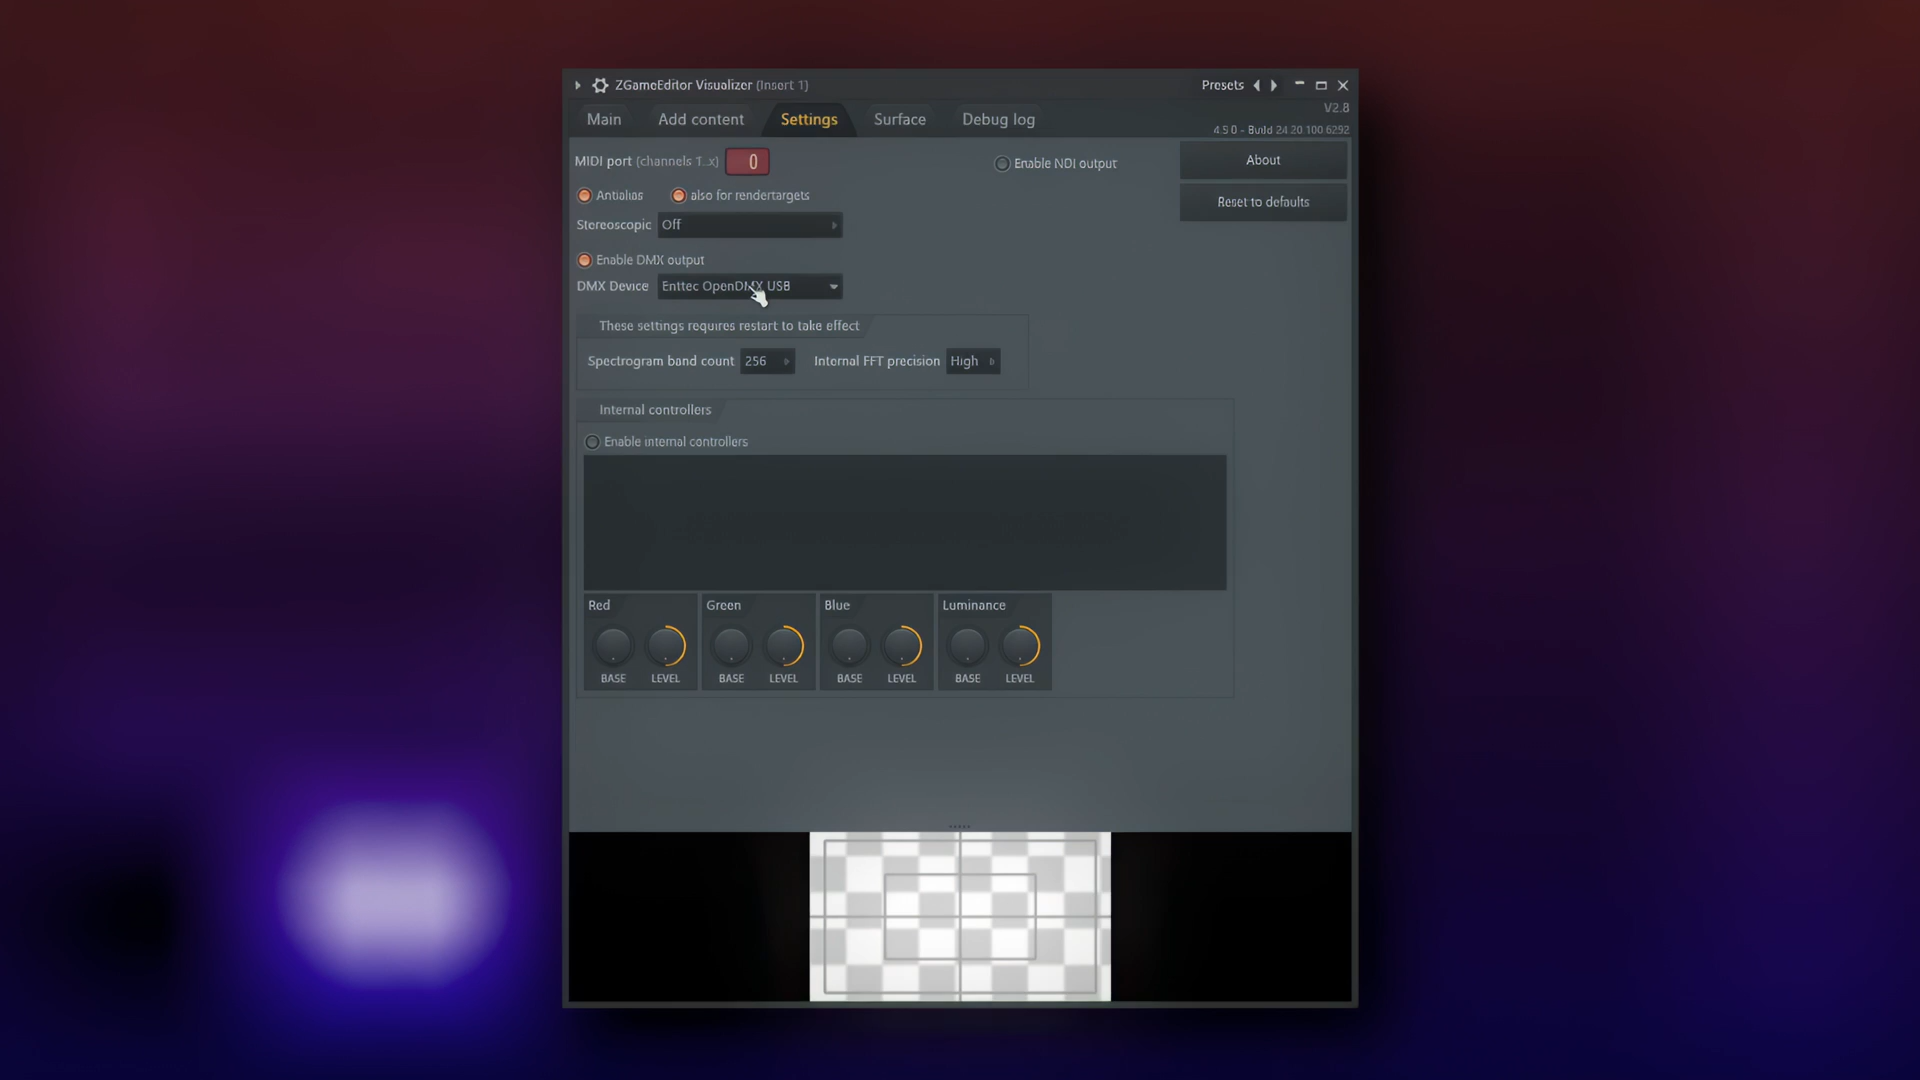 ZGameEditor Visualizer (Insert 1)
Presets
Main
Add content
Settings
Surface
Debug log
V2.8
4.5.0 - Build 24.20.100.6292
MIDI port (channels 1..x)
0
Enable NDI output
About
Antialias
also for rendertargets
Reset to defaults
Stereoscopic
Off
Enable DMX output
DMX Device
Enttec OpenDMX USB
These settings requires restart to take effect
Spectrogram band count
256
Internal FFT precision
High
Internal controllers
Enable internal controllers
Red
Green
Blue
Luminance
BASE
LEVEL
BASE
LEVEL
BASE
LEVEL
BASE
LEVEL